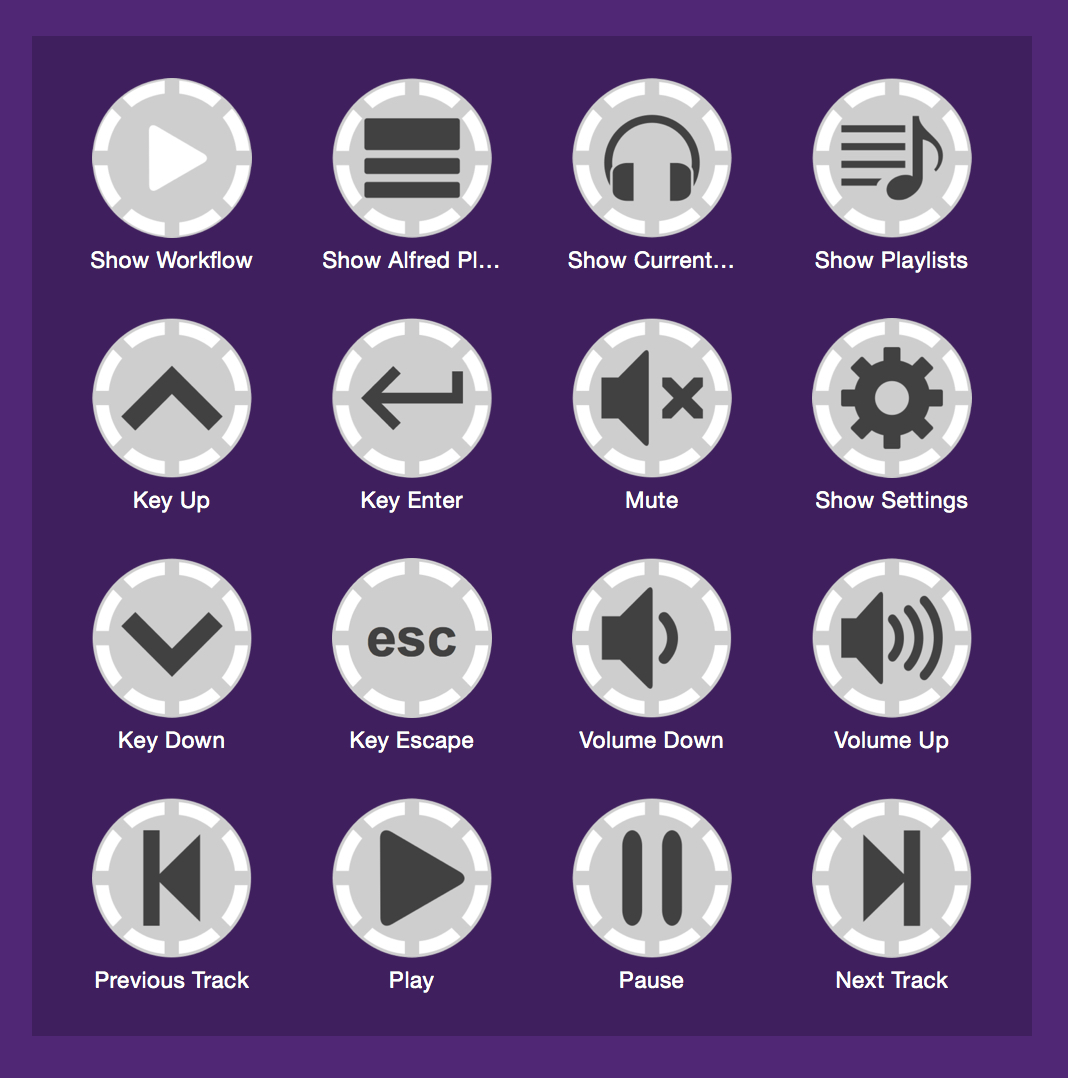 Show Workflow
Show Alfred Pl...
Show Current...
Show Playlists
Key Up
Key Enter
Mute
Show Settings
esc
Key Down
Key Escape
Volume Down
Volume Up
Previous Track
Play
Pause
Next Track